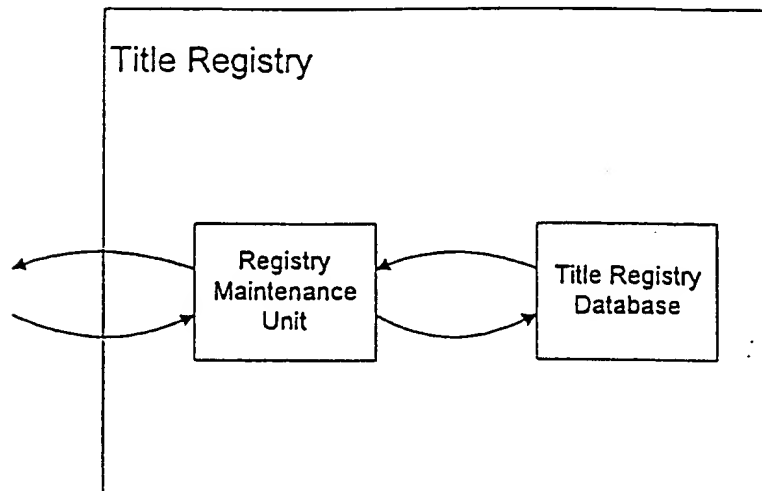 Title Registry
Registry
Maintenance
Unit
Title Registry
Database